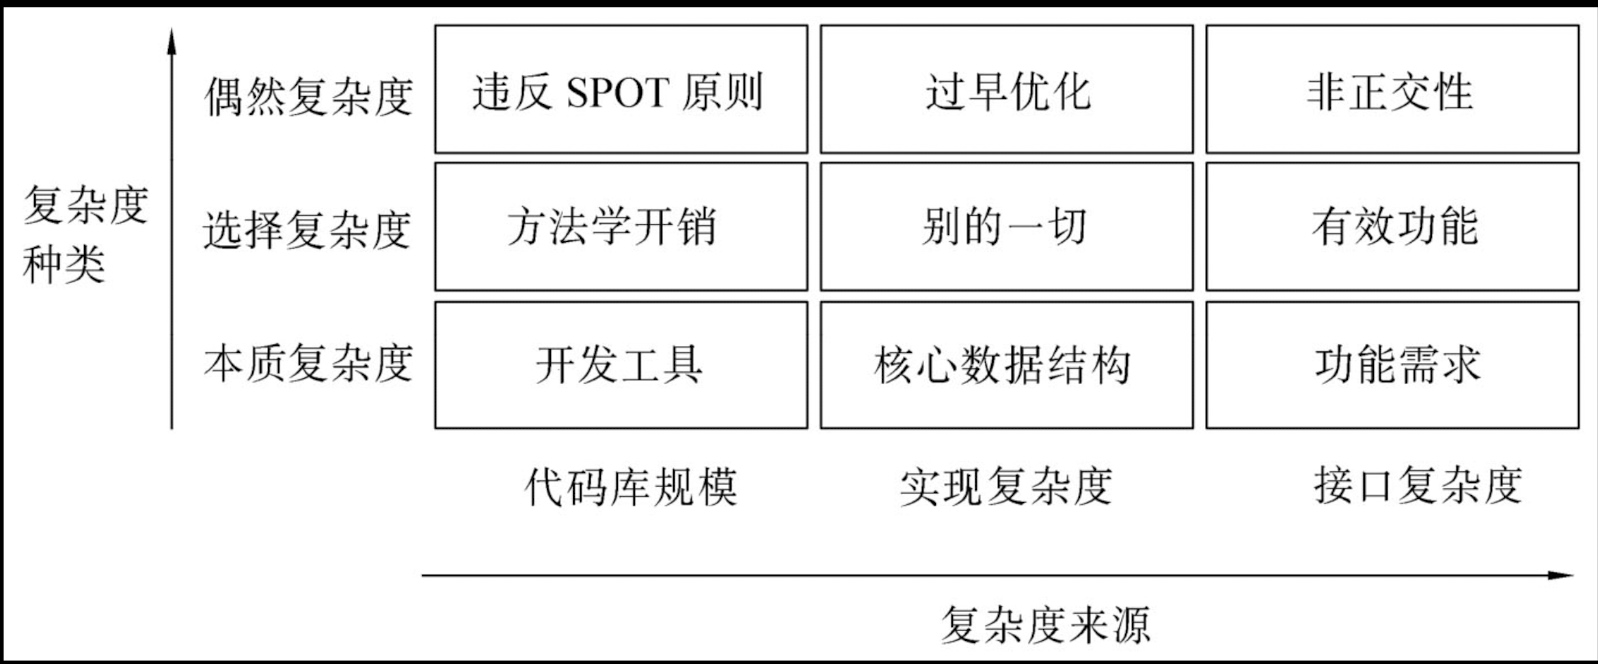 偶然复杂度 违反 SPOT 原则 过早优化 非正交性
复杂度
种类
选择复杂度 方法学开销 别的一切 有效功能
本质复杂度 开发工具 核心数据结构 功能需求
代码库规模 实现复杂度 接口复杂度
复杂度来源